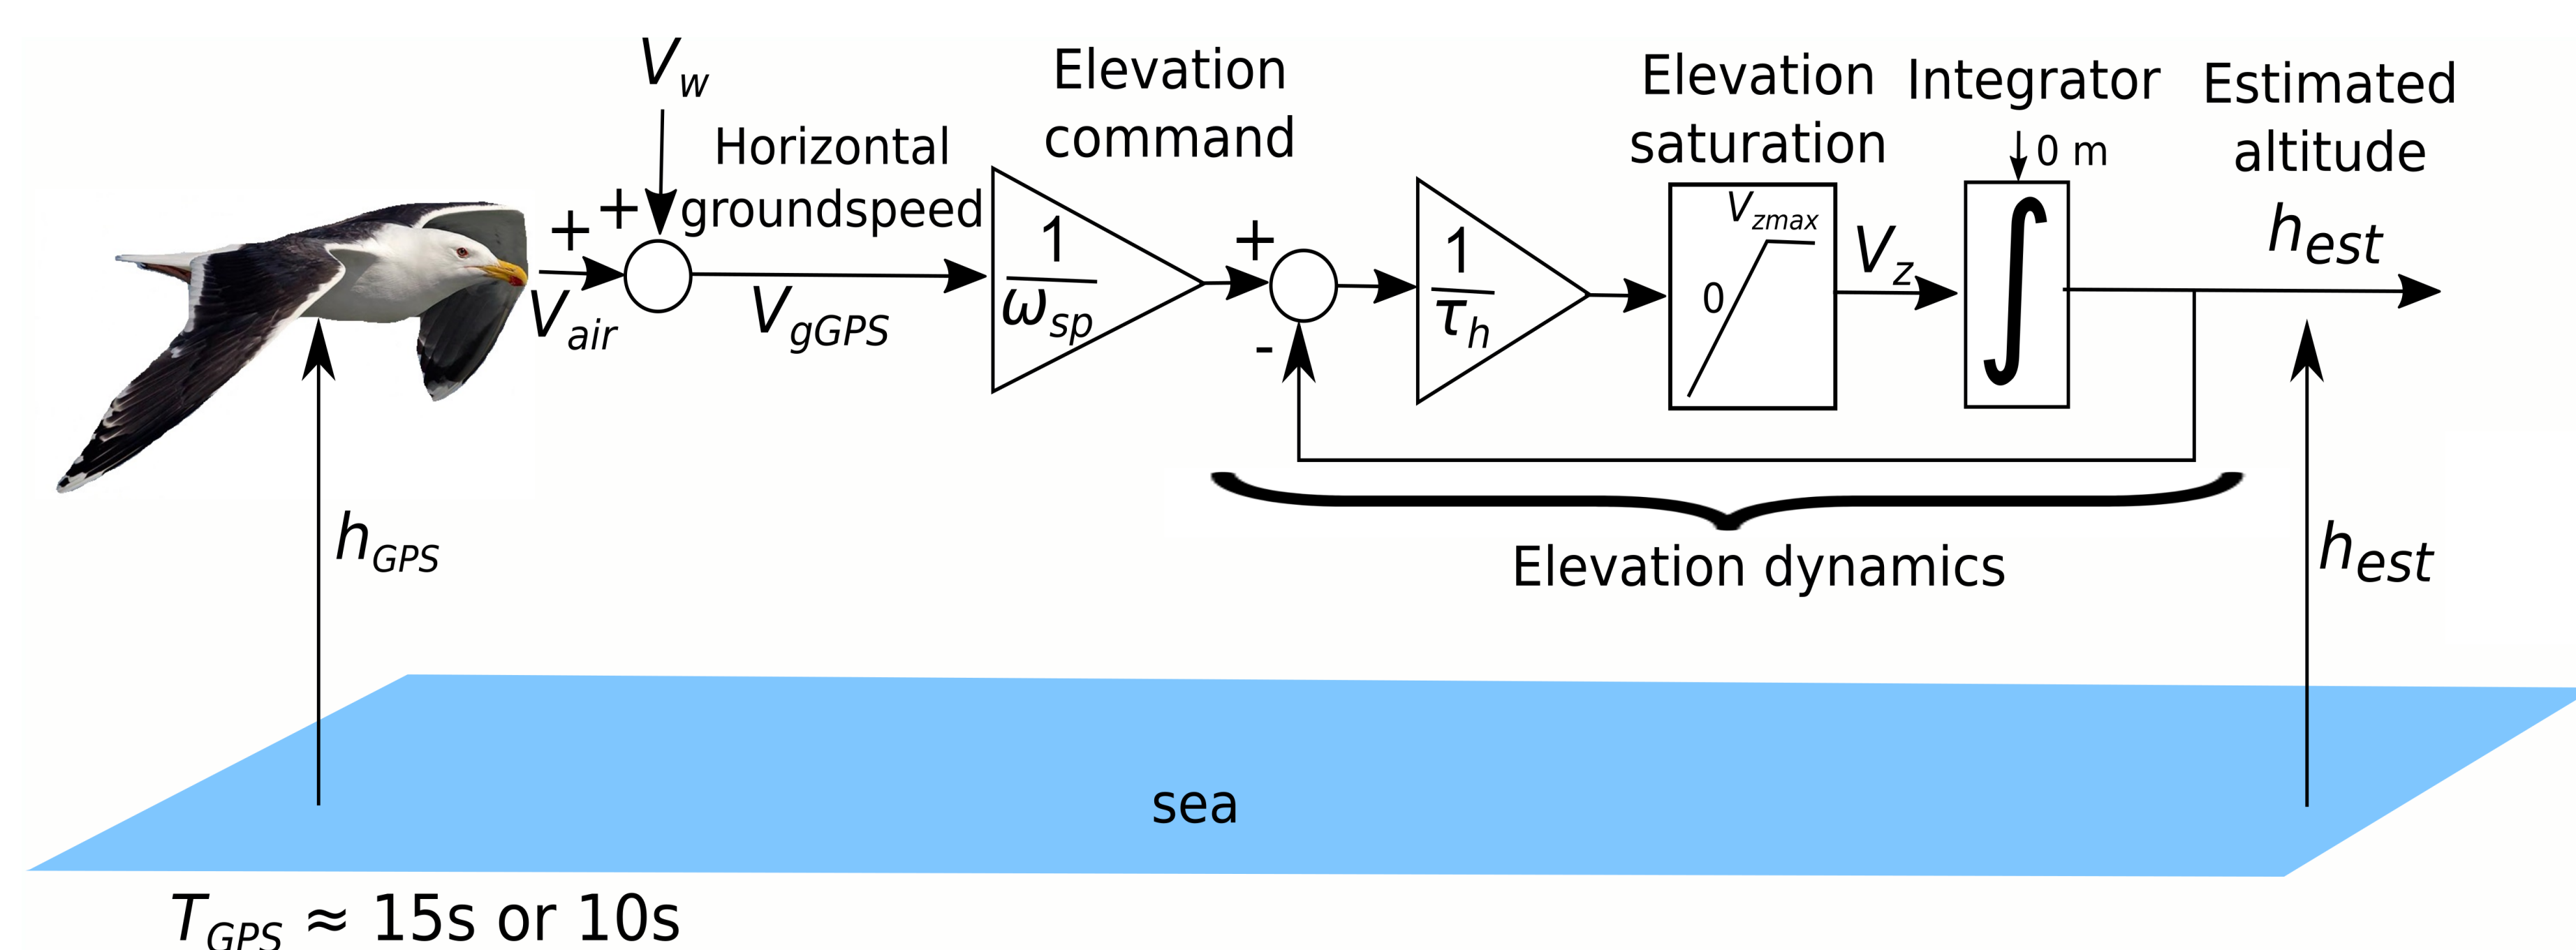 V_w
Horizontal
groundspeed
+
+
V_air
V_gGPS
Elevation
command
1
ω_sp
+
-
1
τ_h
Elevation
saturation
V_zmax
0
V_z
Integrator
0 m
∫
Estimated
altitude
h_est
Elevation dynamics
h_GPS
h_est
sea
T_GPS ≈ 15s or 10s